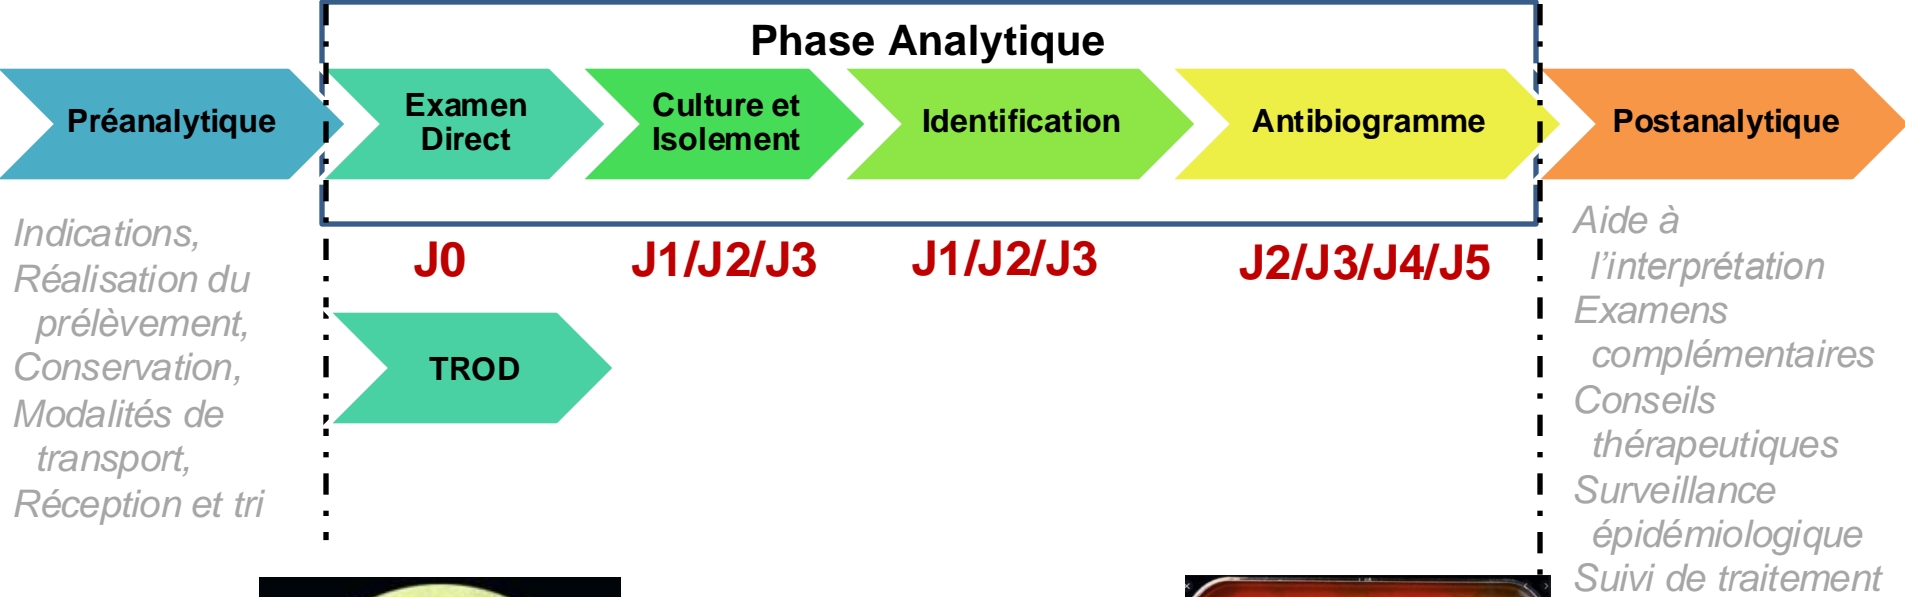 Phase Analytique
Préanalytique
Examen
Direct
Culture et
Isolement
Identification
Antibiogramme
Postanalytique
J0
J1/J2/J3
J1/J2/J3
J2/J3/J4/J5
TROD
Indications,
Réalisation du
prélèvement,
Conservation,
Modalités de
transport,
Réception et tri
Aide à
l’interprétation
Examens
complémentaires
Conseils
thérapeutiques
Surveillance
épidémiologique
Suivi de traitement